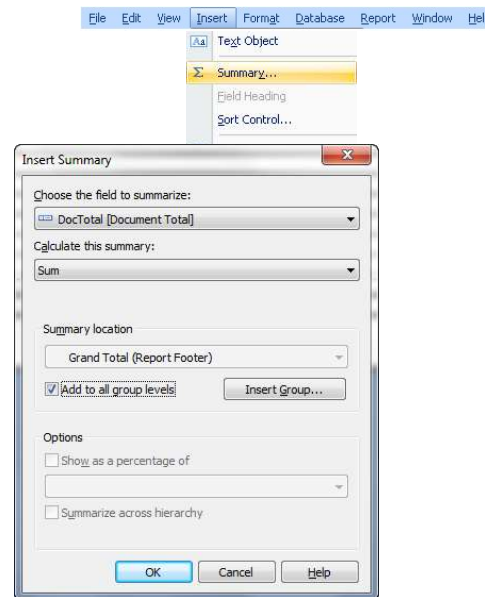 File Edit View Insert Format Database Report Window Hel
Aa Text Object
Σ Summary...
Field Heading
Sort Control...
Insert Summary
Choose the field to summarize:
DocTotal [Document Total]
Calculate this summary:
Sum
Summary location
Grand Total (Report Footer)
Add to all group levels Insert Group...
Options
Show as a percentage of
Summarize across hierarchy
OK Cancel Help